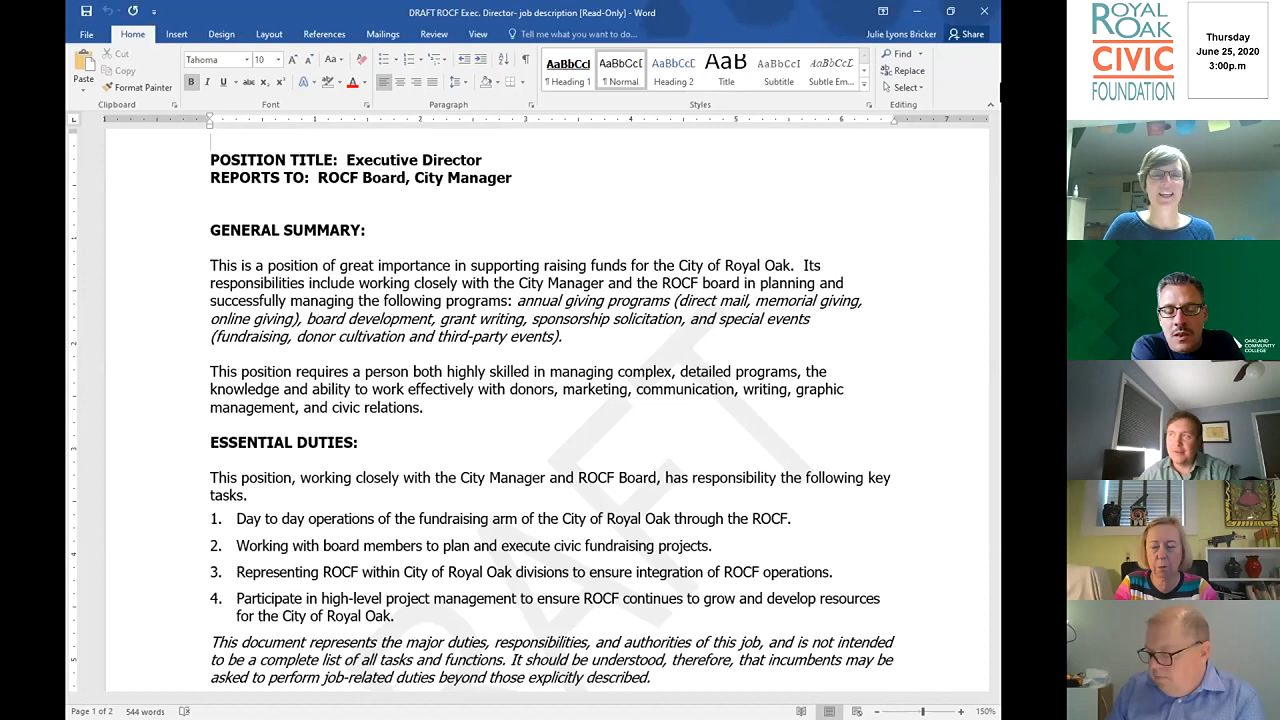 DRAFT ROCF Exec. Director- job description [Read-Only] - Word
File Home Insert Design Layout References Mailings Review View Tell me what you want to do... Julie Lyons Bricker Share
Paste
Cut
Copy
Format Painter
Clipboard
Tahoma 10
Font
Paragraph
AaBbCcI AaBbCcI AaBbCcI AaB AaBbCcI AaBbCcI
¶ Heading 1 ¶ Normal Heading 2 Title Subtitle Subtle Em...
Styles
Find
Replace
Select
Editing
POSITION TITLE: Executive Director
REPORTS TO: ROCF Board, City Manager
GENERAL SUMMARY:
This is a position of great importance in supporting raising funds for the City of Royal Oak. Its
responsibilities include working closely with the City Manager and the ROCF board in planning and
successfully managing the following programs: annual giving programs (direct mail, memorial giving,
online giving), board development, grant writing, sponsorship solicitation, and special events
(fundraising, donor cultivation and third-party events).
This position requires a person both highly skilled in managing complex, detailed programs, the
knowledge and ability to work effectively with donors, marketing, communication, writing, graphic
management, and civic relations.
ESSENTIAL DUTIES:
This position, working closely with the City Manager and ROCF Board, has responsibility the following key
tasks.
1. Day to day operations of the fundraising arm of the City of Royal Oak through the ROCF.
2. Working with board members to plan and execute civic fundraising projects.
3. Representing ROCF within City of Royal Oak divisions to ensure integration of ROCF operations.
4. Participate in high-level project management to ensure ROCF continues to grow and develop resources
for the City of Royal Oak.
This document represents the major duties, responsibilities, and authorities of this job, and is not intended
to be a complete list of all tasks and functions. It should be understood, therefore, that incumbents may be
asked to perform job-related duties beyond those explicitly described.
Page 1 of 2 544 words 150%
ROYAL
OAK
CIVIC
FOUNDATION
Thursday
June 25, 2020
3:00p.m
OAKLAND
COMMUNITY
COLLEGE